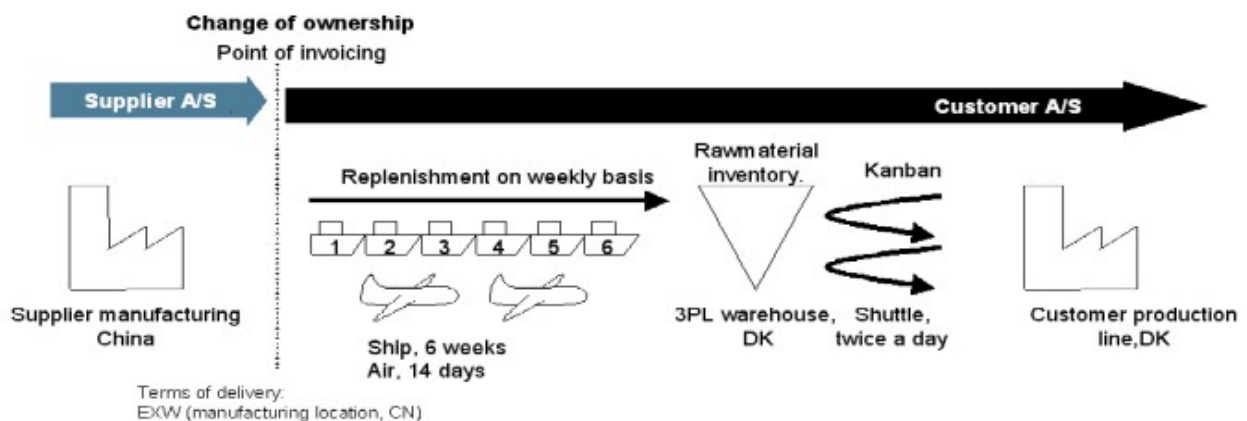 Change of ownership
Point of invoicing
Supplier A/S
Customer A/S
Replenishment on weekly basis
Rawmaterial
inventory.
Kanban
1 2 3 4 5 6
Supplier manufacturing
China
Ship, 6 weeks
Air, 14 days
3PL warehouse,
DK
Shuttle,
twice a day
Customer production
line,DK
Terms of delivery:
EXW (manufacturing location, CN)